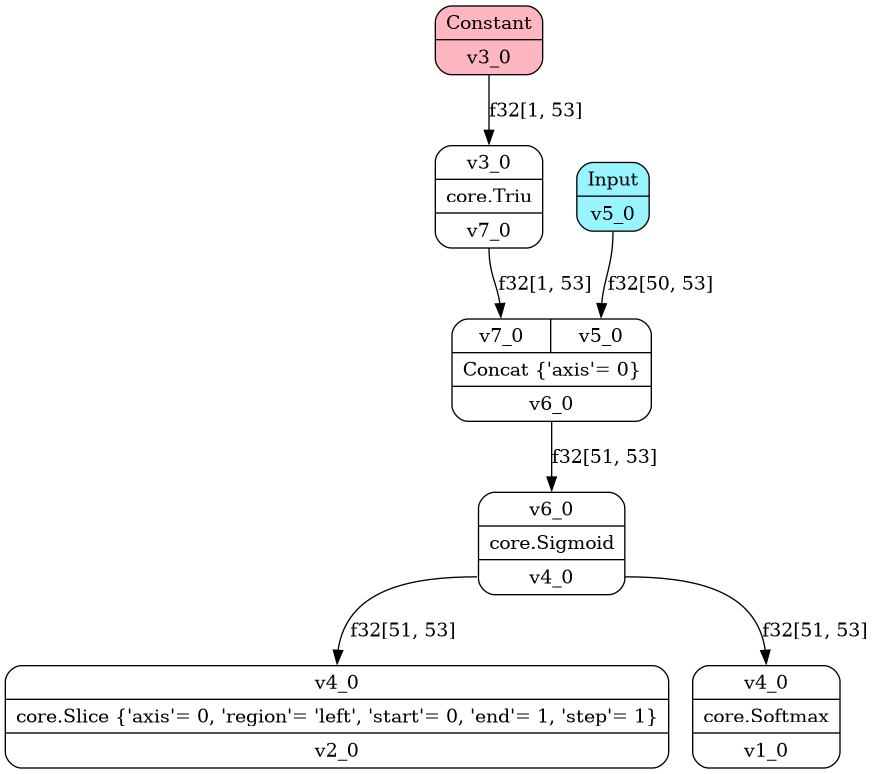 Constant
v3_0
f32[1, 53]
v3_0
core.Triu
v7_0
Input
v5_0
f32[1, 53]
f32[50, 53]
v7_0 v5_0
Concat {'axis'= 0}
v6_0
f32[51, 53]
v6_0
core.Sigmoid
v4_0
f32[51, 53]
f32[51, 53]
v4_0
core.Slice {'axis'= 0, 'region'= 'left', 'start'= 0, 'end'= 1, 'step'= 1}
v2_0
v4_0
core.Softmax
v1_0